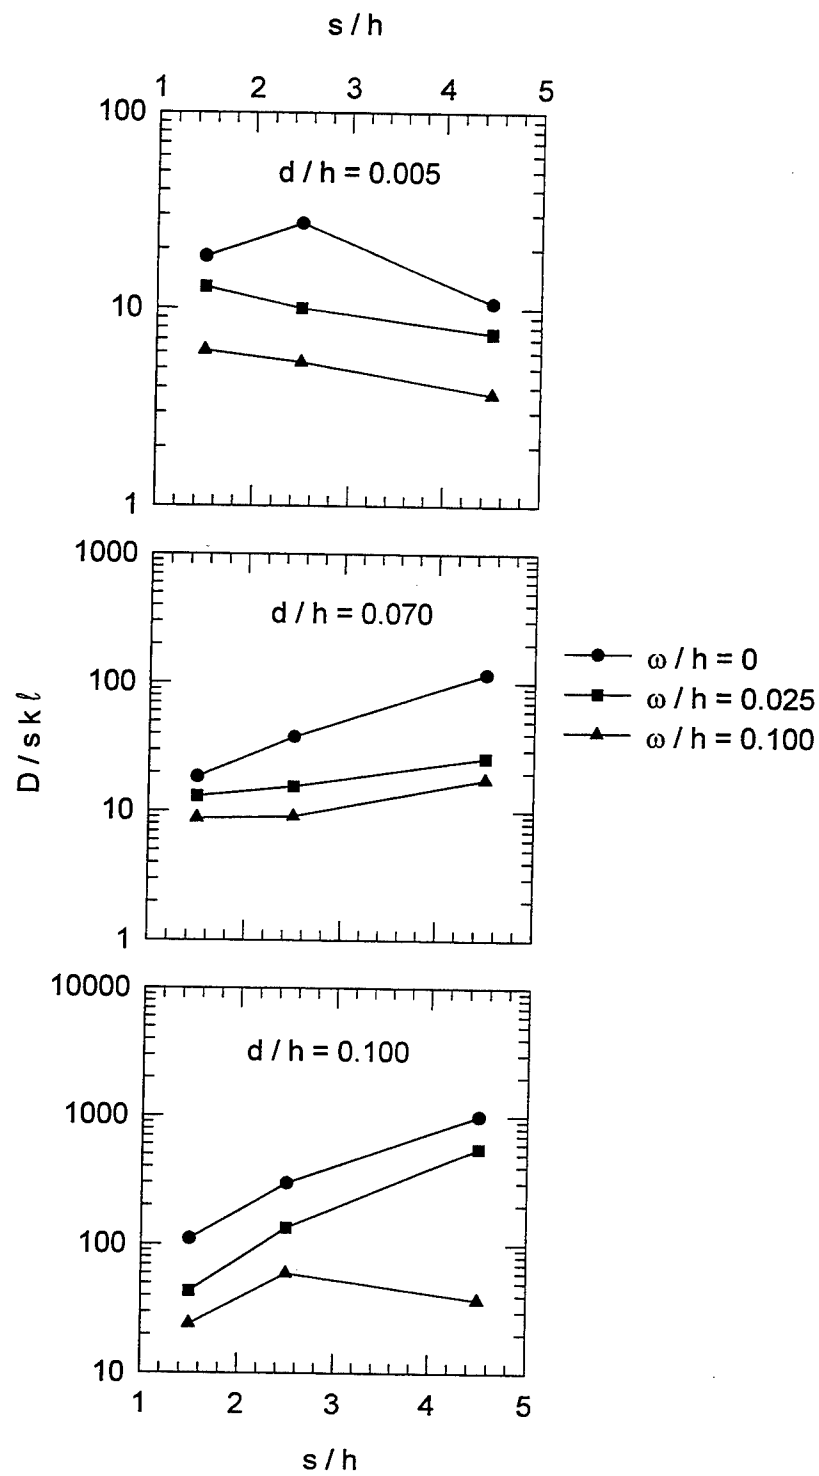 s / h
1 2 3 4 5
100
d / h = 0.005
10
1
1000
d / h = 0.070
100
10
1
D / s k ℓ
ω / h = 0
ω / h = 0.025
ω / h = 0.100
10000
d / h = 0.100
1000
100
10
1 2 3 4 5
s / h